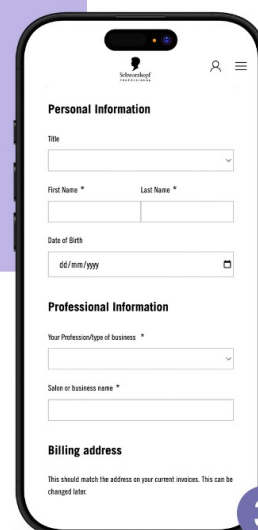 Schwarzkopf
PROFESSIONAL
Personal Information
Title
First Name * Last Name *
Date of Birth
dd/mm/yyyy
Professional Information
Your Profession/type of business *
Salon or business name *
Billing address
This should match the address on your current invoices. This can be
changed later.